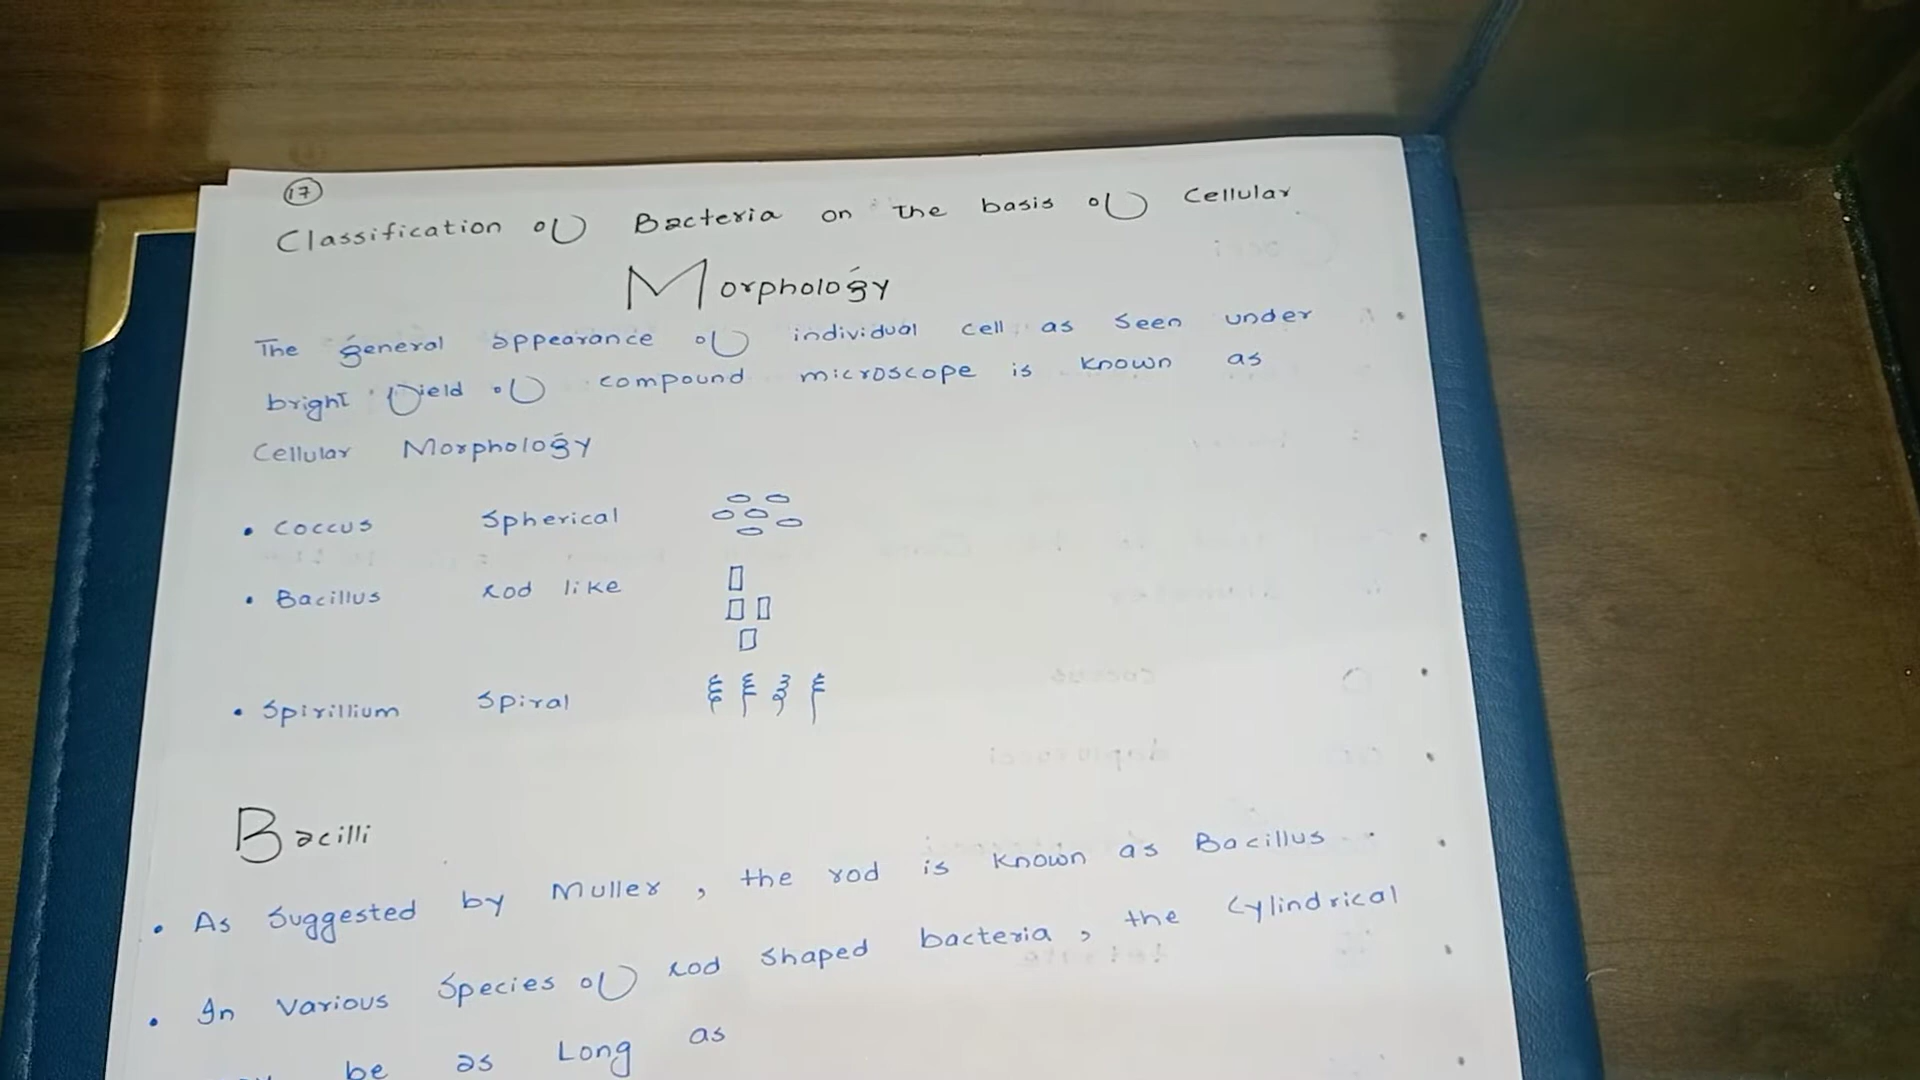 17
Classification of Bacteria on the basis of Cellular
Morphology
The general appearance of individual cell as seen under
bright field of compound microscope is known as
Cellular Morphology
• Coccus Spherical
• Bacillus Rod like
• Spirillium Spiral
Bacilli
• As Suggested by Muller, the rod is known as Bacillus
• In Various Species of Rod Shaped bacteria, the Cylindrical
be as Long as